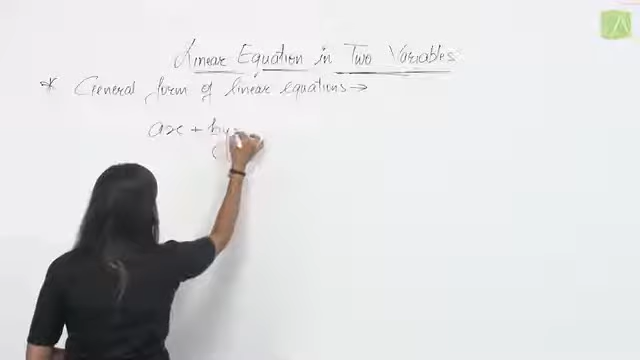 Linear Equation in Two Variables
* General form of linear equations →
ax + by